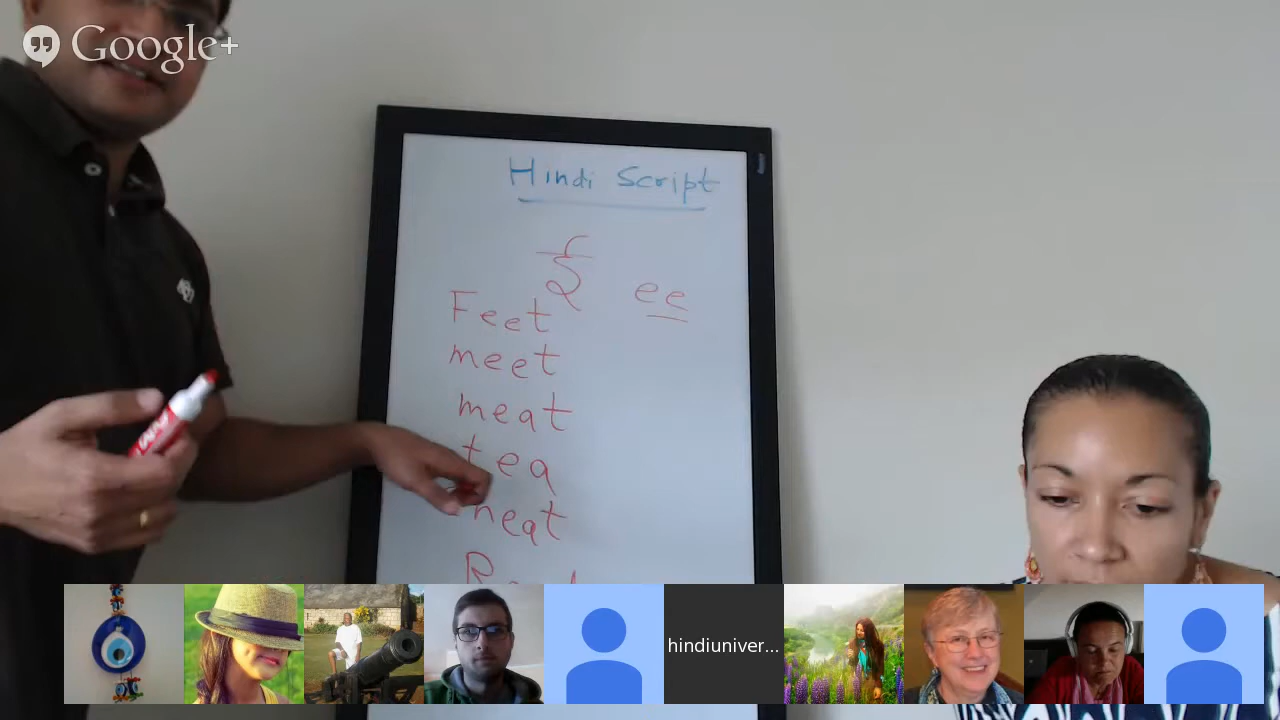 Google+
Hindi Script
ई ee
Feet
meet
meat
tea
neat
hindiuniver...